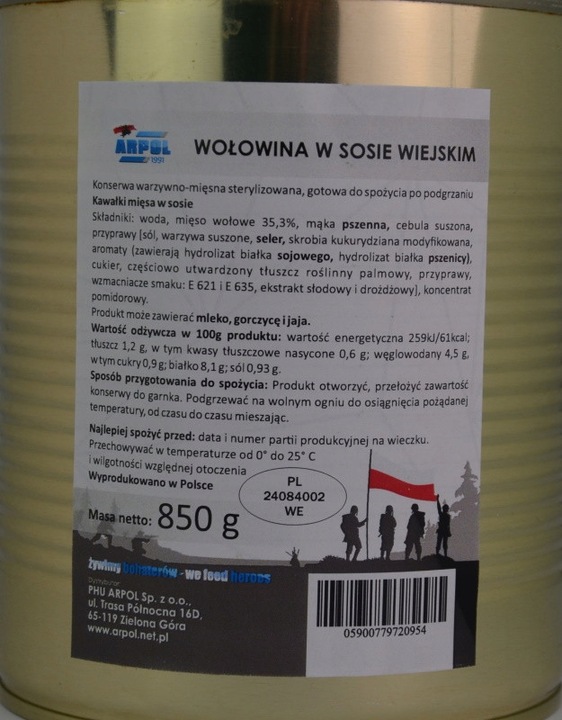 ARPOL
1991
WOŁOWINA W SOSIE WIEJSKIM
Konserwa warzywno-mięsna sterylizowana, gotowa do spożycia po podgrzaniu
Kawałki mięsa w sosie
Składniki: woda, mięso wołowe 35,3%, mąka pszenna, cebula suszona,
przyprawy [sól, warzywa suszone, seler, skrobia kukurydziana modyfikowana,
aromaty (zawierają hydrolizat białka sojowego, hydrolizat białka pszenicy),
cukier, częściowo utwardzony tłuszcz roślinny palmowy, przyprawy,
wzmacniacze smaku: E 621 i E 635, ekstrakt słodowy i drożdżowy], koncentrat
pomidorowy.
Produkt może zawierać mleko, gorczycę i jaja.
Wartość odżywcza w 100g produktu: wartość energetyczna 259kJ/61kcal;
tłuszcz 1,2 g, w tym kwasy tłuszczowe nasycone 0,6 g; węglowodany 4,5 g,
w tym cukry 0,9 g; białko 8,1 g; sól 0,93 g.
Sposób przygotowania do spożycia: Produkt otworzyć, przełożyć zawartość
konserwy do garnka. Podgrzewać na wolnym ogniu do osiągnięcia pożądanej
temperatury, od czasu do czasu mieszając.
Najlepiej spożyć przed: data i numer partii produkcyjnej na wieczku.
Przechowywać w temperaturze od 0° do 25° C
i wilgotności względnej otoczenia
Wyprodukowano w Polsce
PL
24084002
WE
Masa netto: 850 g
żywimy bohaterów - we feed heroes
Dystrybutor
PHU ARPOL Sp. z o.o.,
ul. Trasa Północna 16D,
65-119 Zielona Góra
www.arpol.net.pl
05900779720954